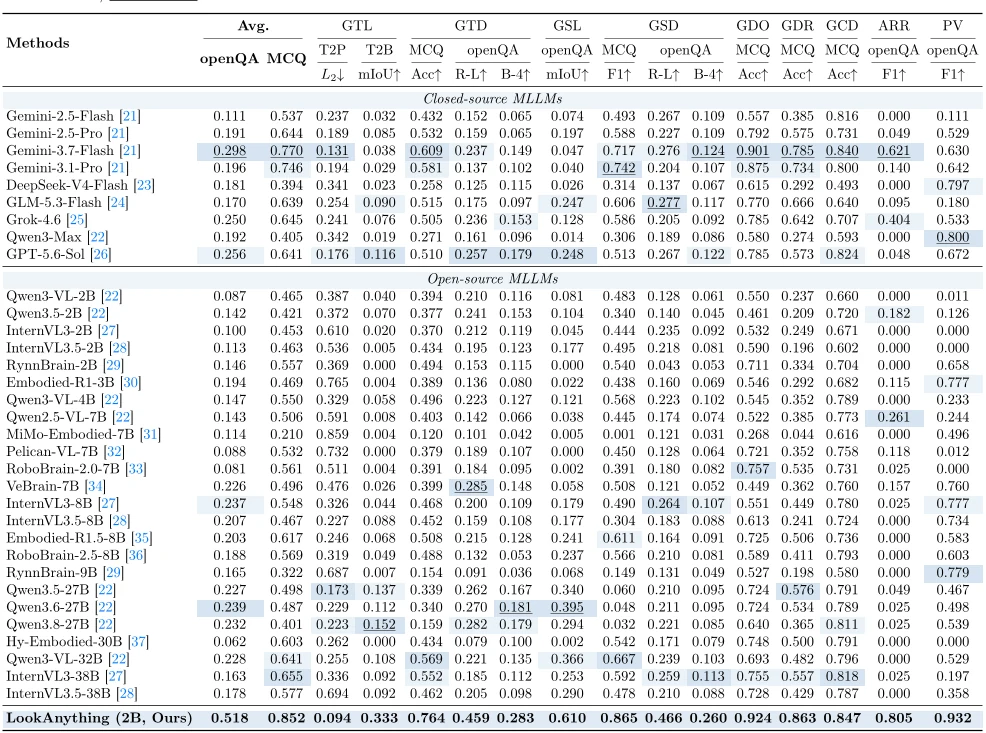 Methods Avg. GTL GTD GSL GSD GDO GDR GCD ARR PV
openQA MCQ T2P T2B MCQ openQA openQA MCQ openQA MCQ MCQ MCQ openQA openQA
L2↓ mIoU↑ Acc↑ R-L↑ B-4↑ mIoU↑ F1↑ R-L↑ B-4↑ Acc↑ Acc↑ Acc↑ F1↑ F1↑
Closed-source MLLMs
Gemini-2.5-Flash [21] 0.111 0.537 0.237 0.032 0.432 0.152 0.065 0.074 0.493 0.267 0.109 0.557 0.385 0.816 0.000 0.111
Gemini-2.5-Pro [21] 0.191 0.644 0.189 0.085 0.532 0.159 0.065 0.197 0.588 0.227 0.109 0.792 0.575 0.731 0.049 0.529
Gemini-3.7-Flash [21] 0.298 0.770 0.131 0.038 0.609 0.237 0.149 0.047 0.717 0.276 0.124 0.901 0.785 0.840 0.621 0.630
Gemini-3.1-Pro [21] 0.196 0.746 0.194 0.029 0.581 0.137 0.102 0.040 0.742 0.204 0.107 0.875 0.734 0.800 0.140 0.642
DeepSeek-V4-Flash [23] 0.181 0.394 0.341 0.023 0.258 0.125 0.115 0.026 0.314 0.137 0.067 0.615 0.292 0.493 0.000 0.797
GLM-5.3-Flash [24] 0.170 0.639 0.254 0.090 0.515 0.175 0.097 0.247 0.606 0.277 0.117 0.770 0.666 0.640 0.095 0.180
Grok-4.6 [25] 0.250 0.645 0.241 0.076 0.505 0.236 0.153 0.128 0.586 0.205 0.092 0.785 0.642 0.707 0.404 0.533
Qwen3-Max [22] 0.192 0.405 0.342 0.019 0.271 0.161 0.096 0.014 0.306 0.189 0.086 0.580 0.274 0.593 0.000 0.800
GPT-5.6-Sol [26] 0.256 0.641 0.176 0.116 0.510 0.257 0.179 0.248 0.513 0.267 0.122 0.785 0.573 0.824 0.048 0.672
Open-source MLLMs
Qwen3-VL-2B [22] 0.087 0.465 0.387 0.040 0.394 0.210 0.116 0.081 0.483 0.128 0.061 0.550 0.237 0.660 0.000 0.011
Qwen3.5-2B [22] 0.142 0.421 0.372 0.070 0.377 0.241 0.153 0.104 0.340 0.140 0.045 0.461 0.209 0.720 0.182 0.126
InternVL3-2B [27] 0.100 0.453 0.610 0.020 0.370 0.212 0.119 0.045 0.444 0.235 0.092 0.532 0.249 0.671 0.000 0.000
InternVL3.5-2B [28] 0.113 0.463 0.536 0.005 0.434 0.195 0.123 0.177 0.495 0.218 0.081 0.590 0.196 0.602 0.000 0.000
RynnBrain-2B [29] 0.146 0.557 0.369 0.000 0.494 0.153 0.115 0.000 0.540 0.043 0.053 0.711 0.334 0.704 0.000 0.658
Embodied-R1-3B [30] 0.194 0.469 0.765 0.004 0.389 0.136 0.080 0.022 0.438 0.160 0.069 0.546 0.292 0.682 0.115 0.777
Qwen3-VL-4B [22] 0.147 0.550 0.329 0.058 0.496 0.223 0.127 0.121 0.568 0.223 0.102 0.545 0.352 0.789 0.000 0.233
Qwen2.5-VL-7B [22] 0.143 0.506 0.591 0.008 0.403 0.142 0.066 0.038 0.445 0.174 0.074 0.522 0.385 0.773 0.261 0.244
MiMo-Embodied-7B [31] 0.114 0.210 0.859 0.004 0.120 0.101 0.042 0.005 0.001 0.121 0.031 0.268 0.044 0.616 0.000 0.496
Pelican-VL-7B [32] 0.088 0.532 0.732 0.000 0.379 0.189 0.107 0.000 0.450 0.128 0.064 0.721 0.352 0.758 0.118 0.012
RoboBrain-2.0-7B [33] 0.081 0.561 0.511 0.004 0.391 0.184 0.095 0.002 0.391 0.180 0.082 0.757 0.535 0.731 0.025 0.000
VeBrain-7B [34] 0.226 0.496 0.476 0.026 0.399 0.285 0.148 0.058 0.508 0.121 0.052 0.449 0.362 0.760 0.157 0.760
InternVL3-8B [27] 0.237 0.548 0.326 0.044 0.468 0.200 0.109 0.179 0.490 0.264 0.107 0.551 0.449 0.780 0.025 0.777
InternVL3.5-8B [28] 0.207 0.467 0.227 0.088 0.452 0.159 0.108 0.177 0.304 0.183 0.088 0.613 0.241 0.724 0.000 0.734
Embodied-R1.5-8B [35] 0.203 0.617 0.246 0.068 0.508 0.215 0.128 0.241 0.611 0.164 0.091 0.725 0.506 0.736 0.000 0.583
RoboBrain-2.5-8B [36] 0.188 0.569 0.319 0.049 0.488 0.132 0.053 0.237 0.566 0.210 0.081 0.589 0.411 0.793 0.000 0.603
RynnBrain-9B [29] 0.165 0.322 0.687 0.007 0.154 0.091 0.036 0.068 0.149 0.131 0.049 0.527 0.198 0.580 0.000 0.779
Qwen3.5-27B [22] 0.227 0.498 0.173 0.137 0.339 0.262 0.167 0.340 0.060 0.210 0.095 0.724 0.576 0.791 0.049 0.467
Qwen3.6-27B [22] 0.239 0.487 0.229 0.112 0.340 0.270 0.181 0.395 0.048 0.211 0.095 0.724 0.534 0.789 0.025 0.498
Qwen3.8-27B [22] 0.232 0.401 0.223 0.152 0.159 0.282 0.179 0.294 0.032 0.221 0.085 0.640 0.363 0.811 0.025 0.539
Hy-Embodied-30B [37] 0.062 0.603 0.262 0.000 0.434 0.079 0.100 0.002 0.542 0.171 0.079 0.748 0.500 0.791 0.000 0.000
Qwen3-VL-32B [22] 0.228 0.641 0.255 0.108 0.569 0.221 0.135 0.366 0.667 0.239 0.103 0.693 0.482 0.796 0.000 0.529
InternVL3-38B [27] 0.163 0.655 0.336 0.092 0.552 0.185 0.112 0.253 0.592 0.259 0.113 0.755 0.557 0.818 0.025 0.197
InternVL3.5-38B [28] 0.178 0.577 0.694 0.092 0.462 0.205 0.098 0.290 0.478 0.210 0.088 0.728 0.429 0.787 0.000 0.358
LookAnything (2B, Ours) 0.518 0.852 0.094 0.333 0.764 0.459 0.283 0.610 0.865 0.466 0.260 0.924 0.863 0.847 0.805 0.932